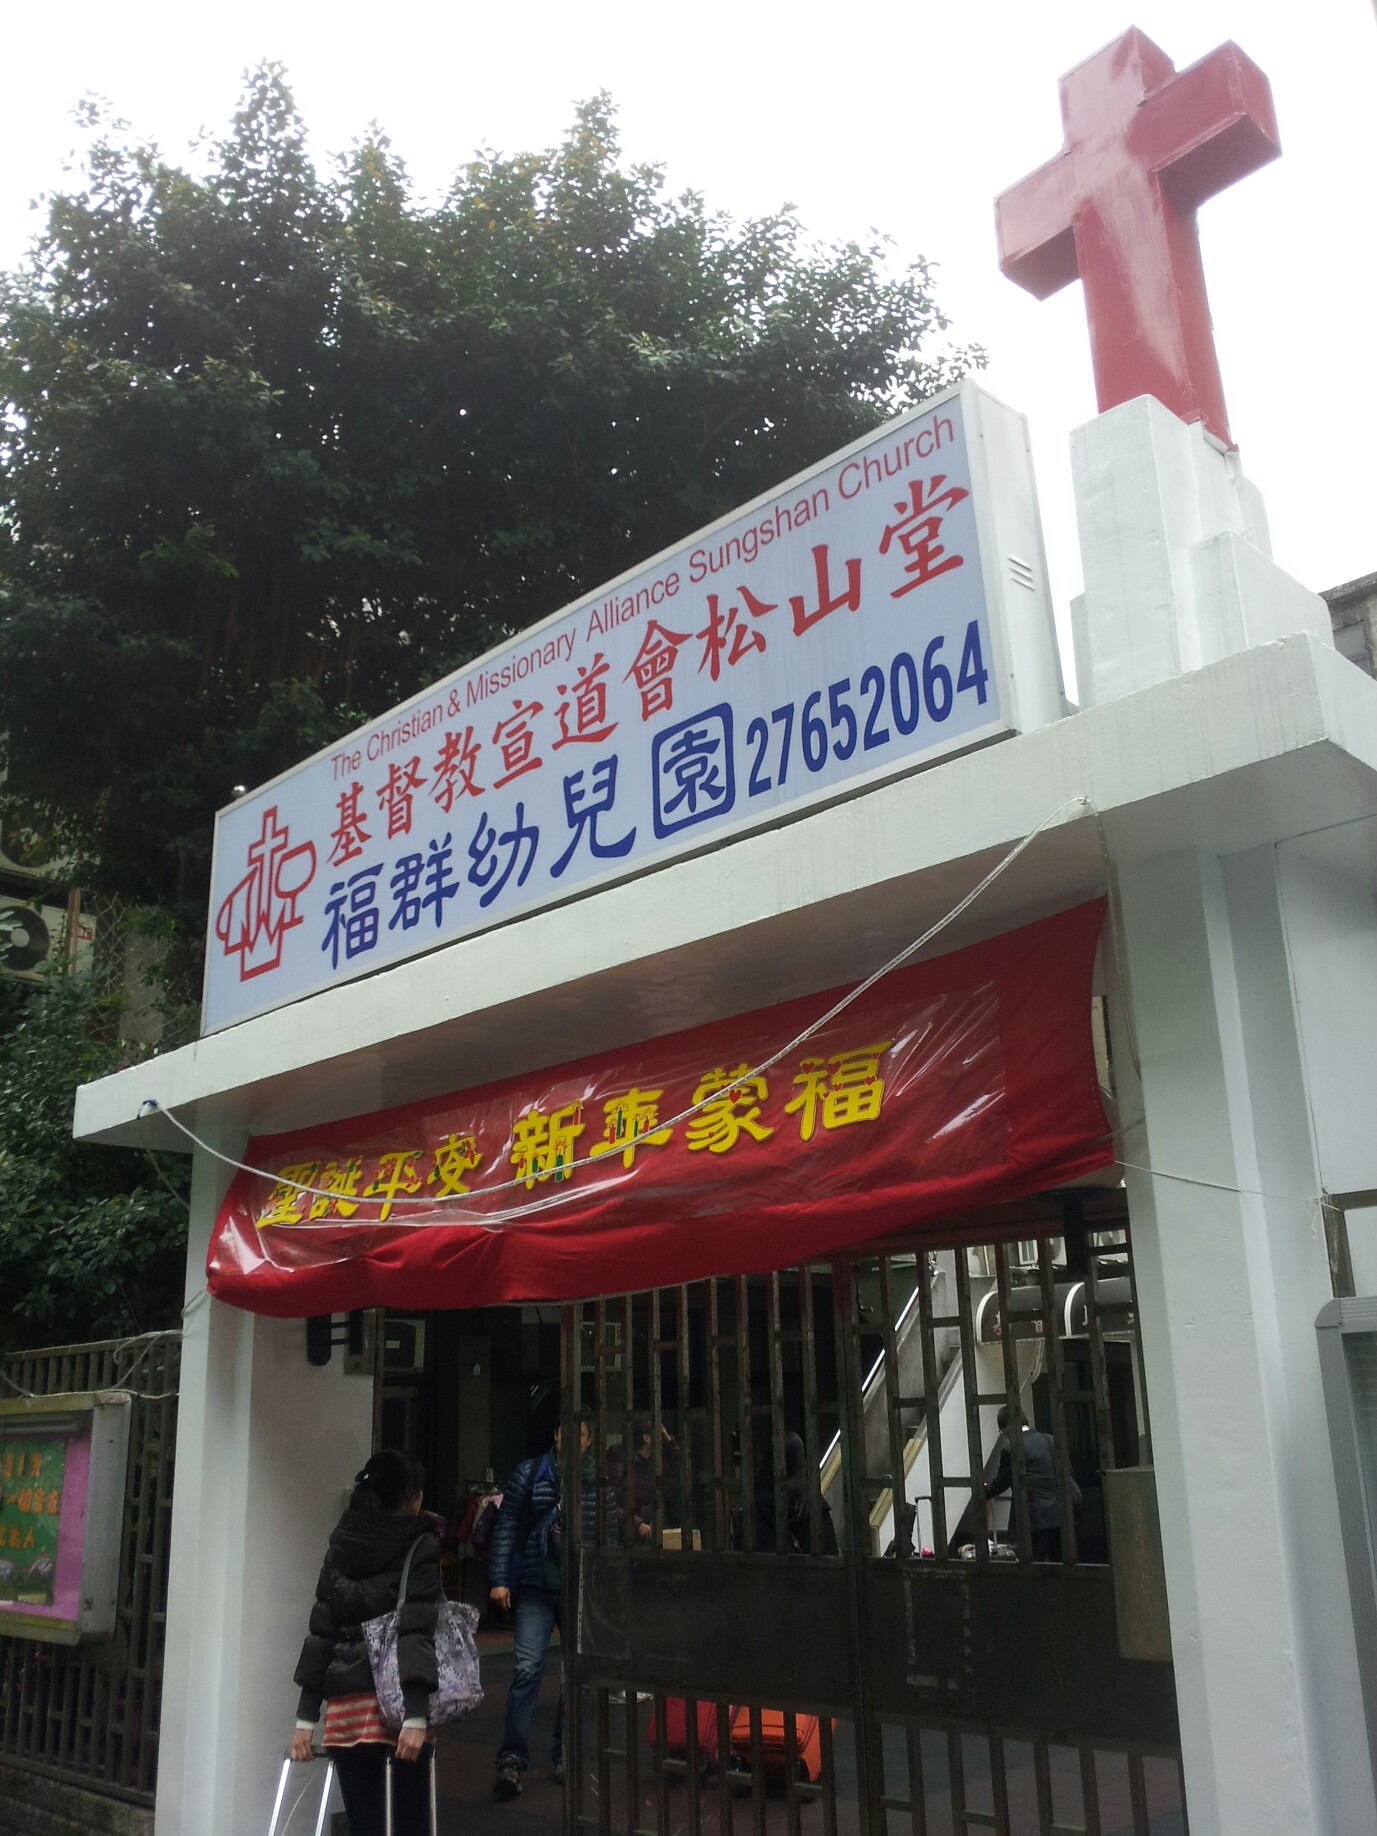 The Christian & Missionary Alliance Sungshan Church
基督教宣道會松山堂
福群幼兒園 27652064
聖誕平安 新年蒙福